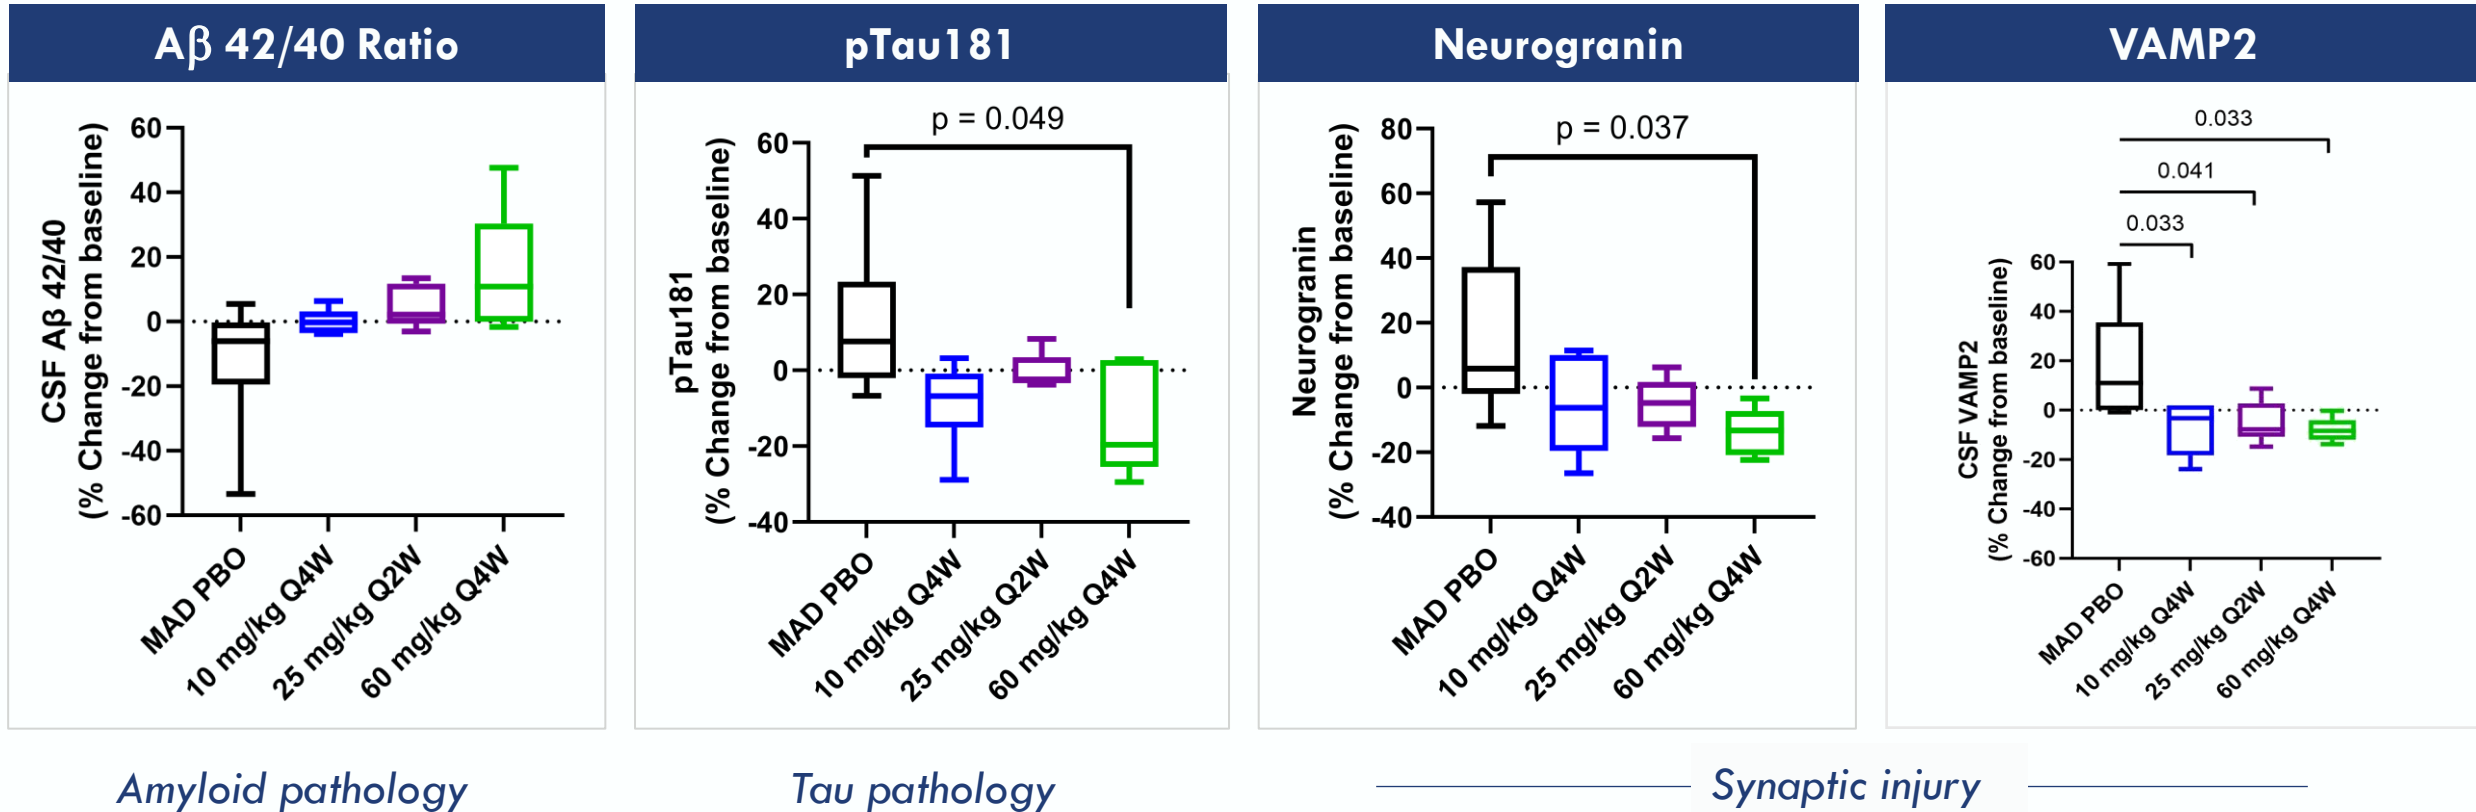 Aβ 42/40 Ratio
CSF Aβ 42/40
(% Change from baseline)
60
40
20
0
-20
-40
-60
MAD PBO
10 mg/kg Q4W
25 mg/kg Q2W
60 mg/kg Q4W
Amyloid pathology
pTau181
p = 0.049
pTau181
(% Change from baseline)
60
40
20
0
-20
-40
MAD PBO
10 mg/kg Q4W
25 mg/kg Q2W
60 mg/kg Q4W
Tau pathology
Neurogranin
p = 0.037
Neurogranin
(% Change from baseline)
80
60
40
20
0
-20
-40
MAD PBO
10 mg/kg Q4W
25 mg/kg Q2W
60 mg/kg Q4W
VAMP2
0.033
0.041
0.033
CSF VAMP2
(% Change from baseline)
60
40
20
0
-20
-40
-60
MAD PBO
10 mg/kg Q4W
25 mg/kg Q2W
60 mg/kg Q4W
Synaptic injury